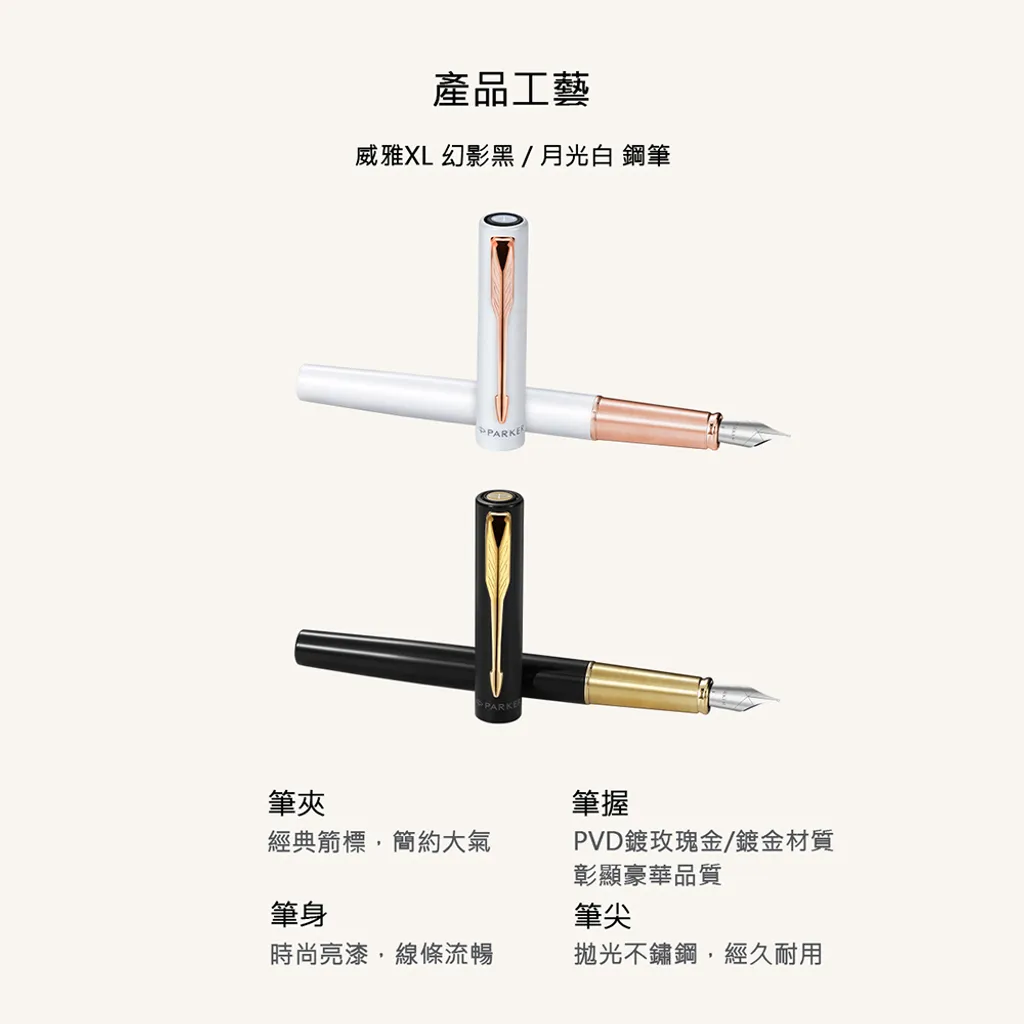 產品工藝
威雅XL 幻影黑 / 月光白 鋼筆
PARKER
PARKER
筆夾
經典箭標，簡約大氣
筆握
PVD鍍玫瑰金/鍍金材質
彰顯豪華品質
筆身
時尚亮漆，線條流暢
筆尖
拋光不鏽鋼，經久耐用